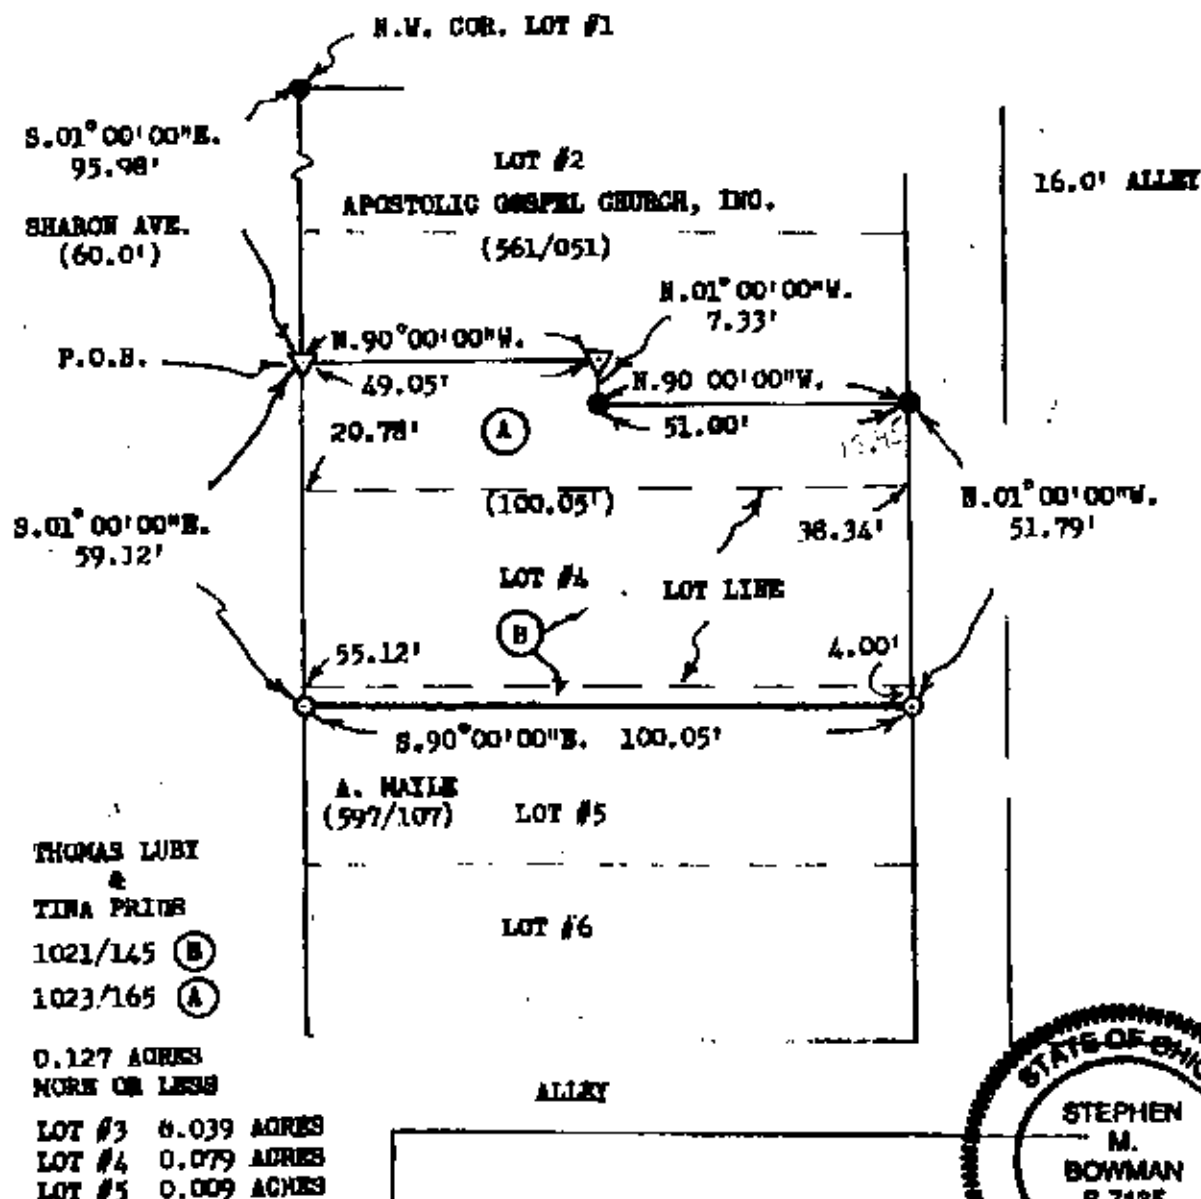 N.W. COR. LOT #1
S.01°00'00"E.
95.98'
LOT #2
16.0' ALLEY
APOSTOLIC GOSPEL CHURCH, INC.
SHARON AVE.
(60.0')
(561/051)
N.01°00'00"W.
7.33'
N.90°00'00"W.
P.O.B.
49.05'
N.90 00'00"W.
51.00'
20.78'
A
(100.05')
N.01°00'00"W.
51.79'
38.34'
S.01°00'00"E.
59.12'
LOT #4
LOT LINE
B
55.12'
4.00'
S.90°00'00"E. 100.05'
A. MAYLE
(597/107)
LOT #5
THOMAS LUBY
&
TINA PRIDE
LOT #6
1021/145 B
1023/165 A
0.127 ACRES
MORE OR LESS
ALLEY
LOT #3 0.039 ACRES
LOT #4 0.079 ACRES
LOT #5 0.009 ACRES
STATE OF OHIO
STEPHEN
M.
BOWMAN